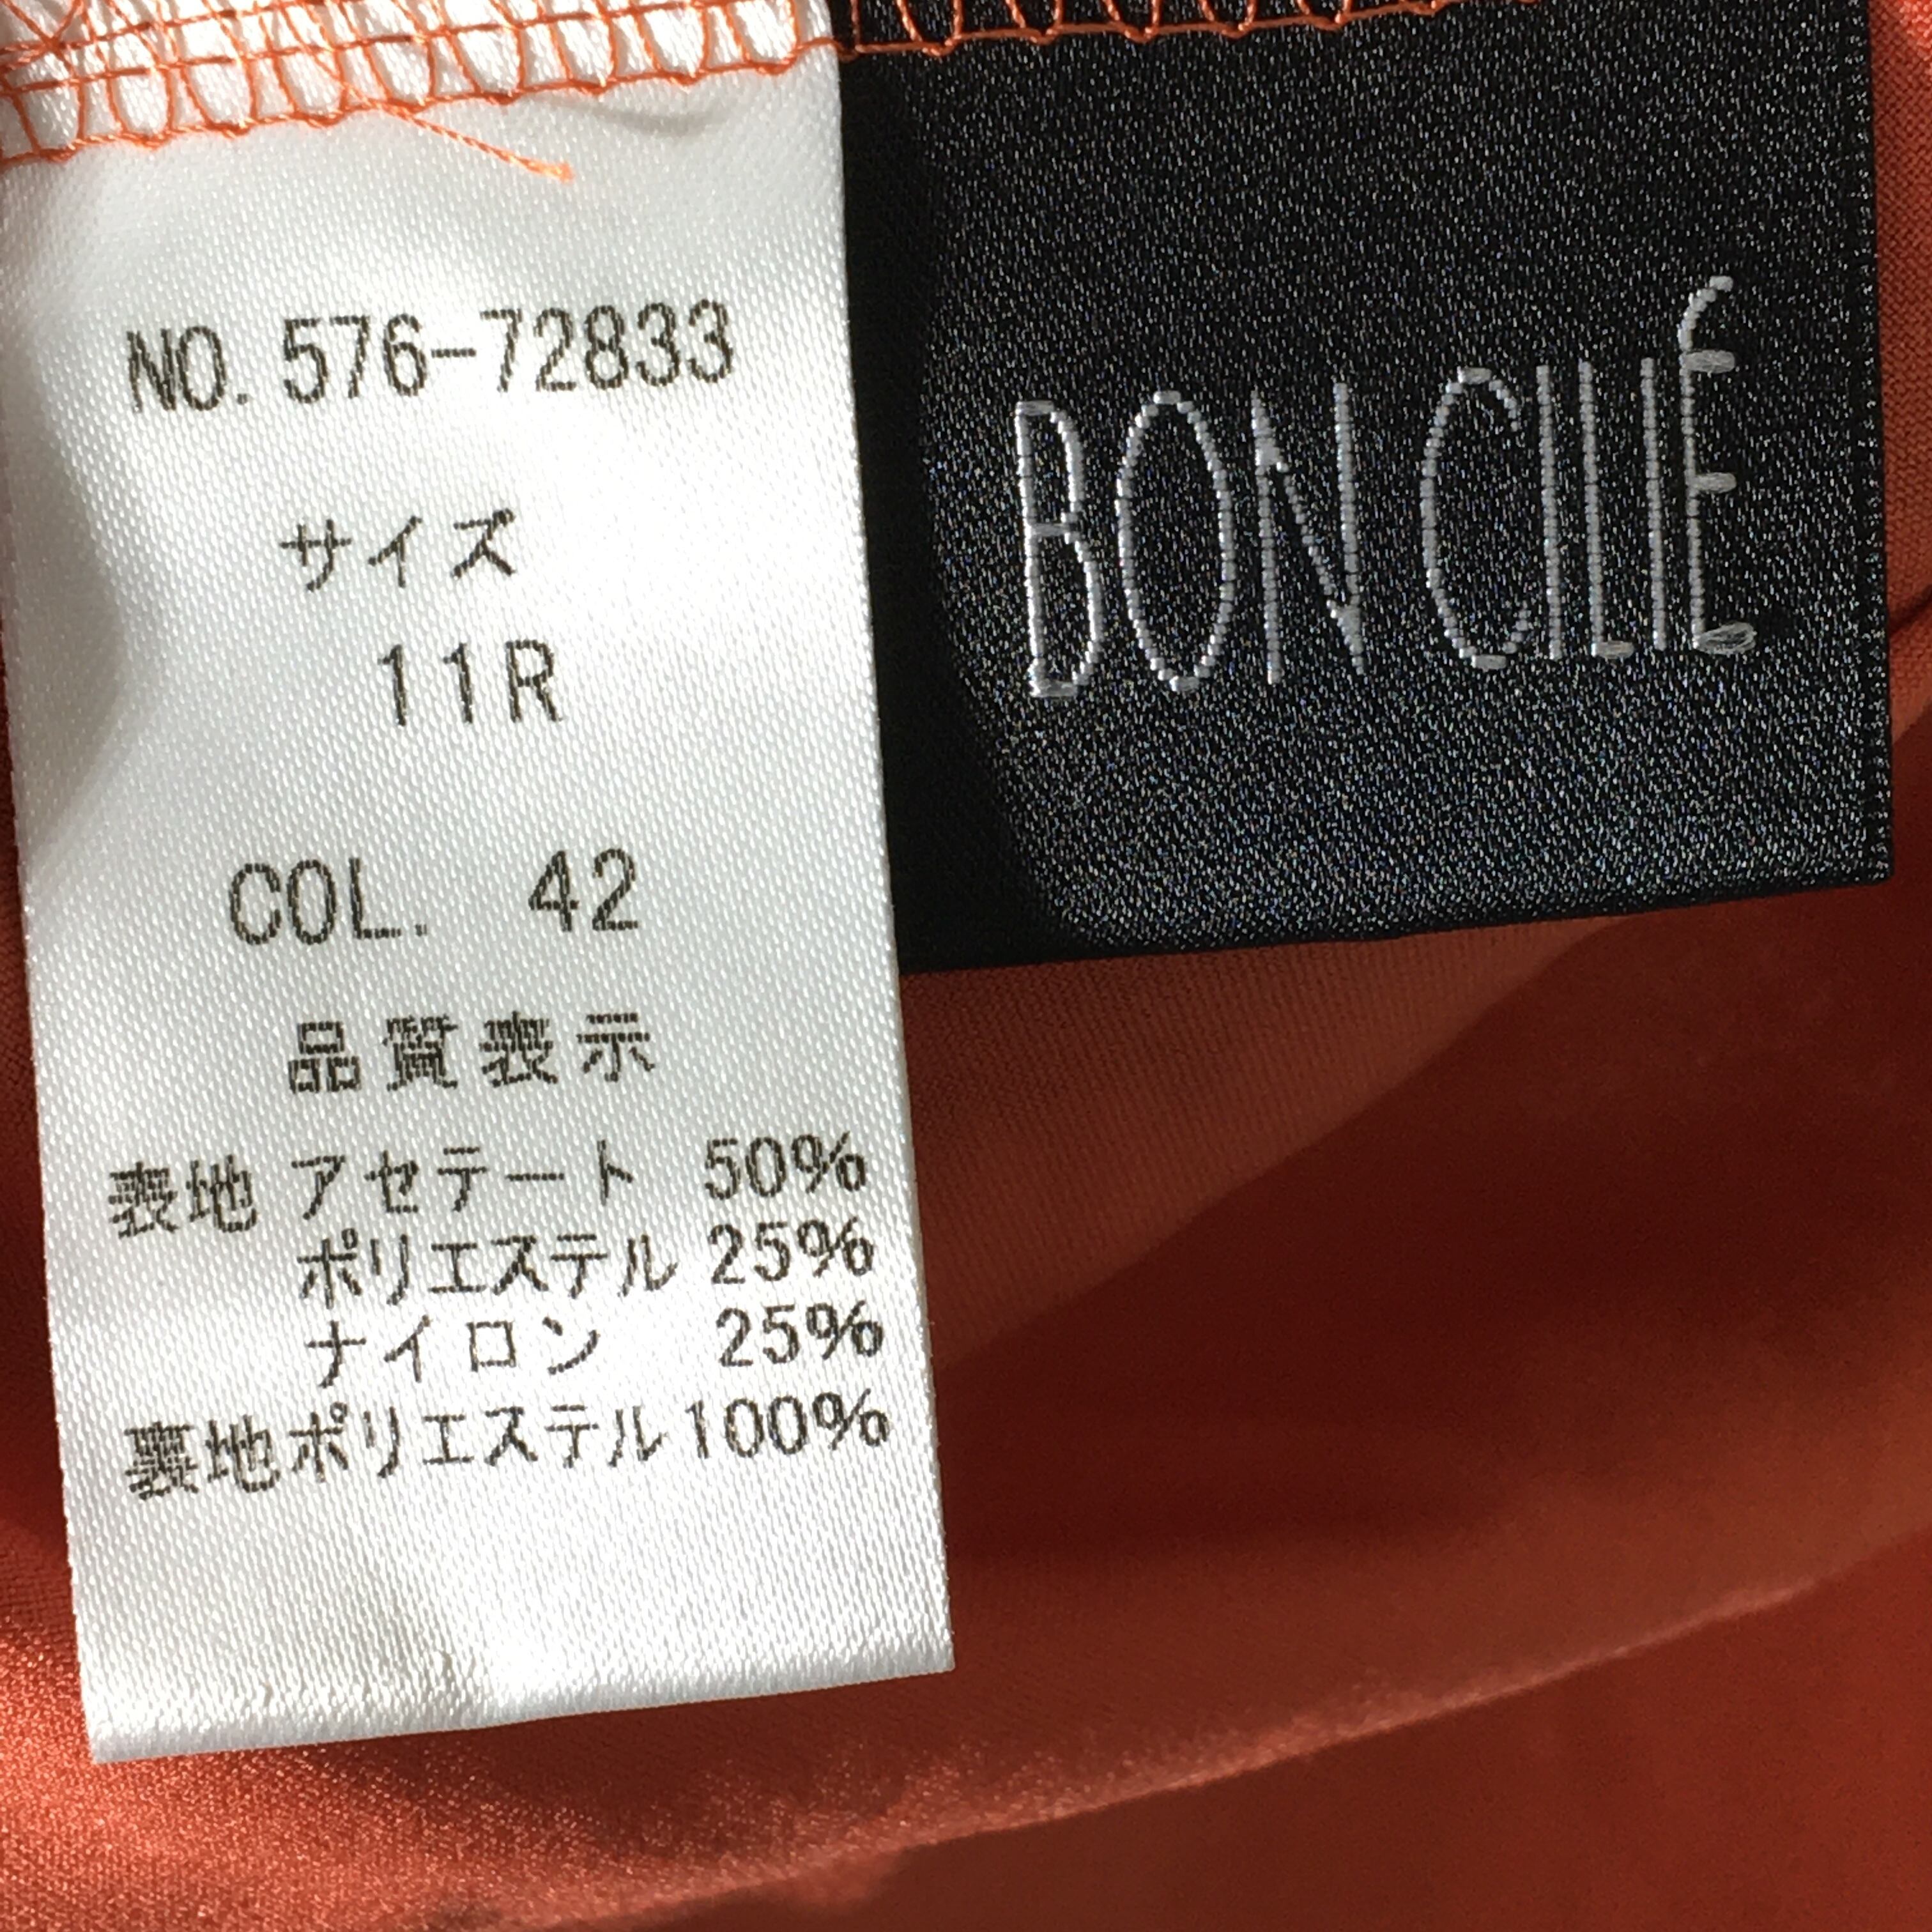 NO.576-72833
サイズ
11R
COL. 42
品質表示
表地 アセテート 50%
ポリエステル 25%
ナイロン 25%
裏地ポリエステル100%
BON CILIÉ